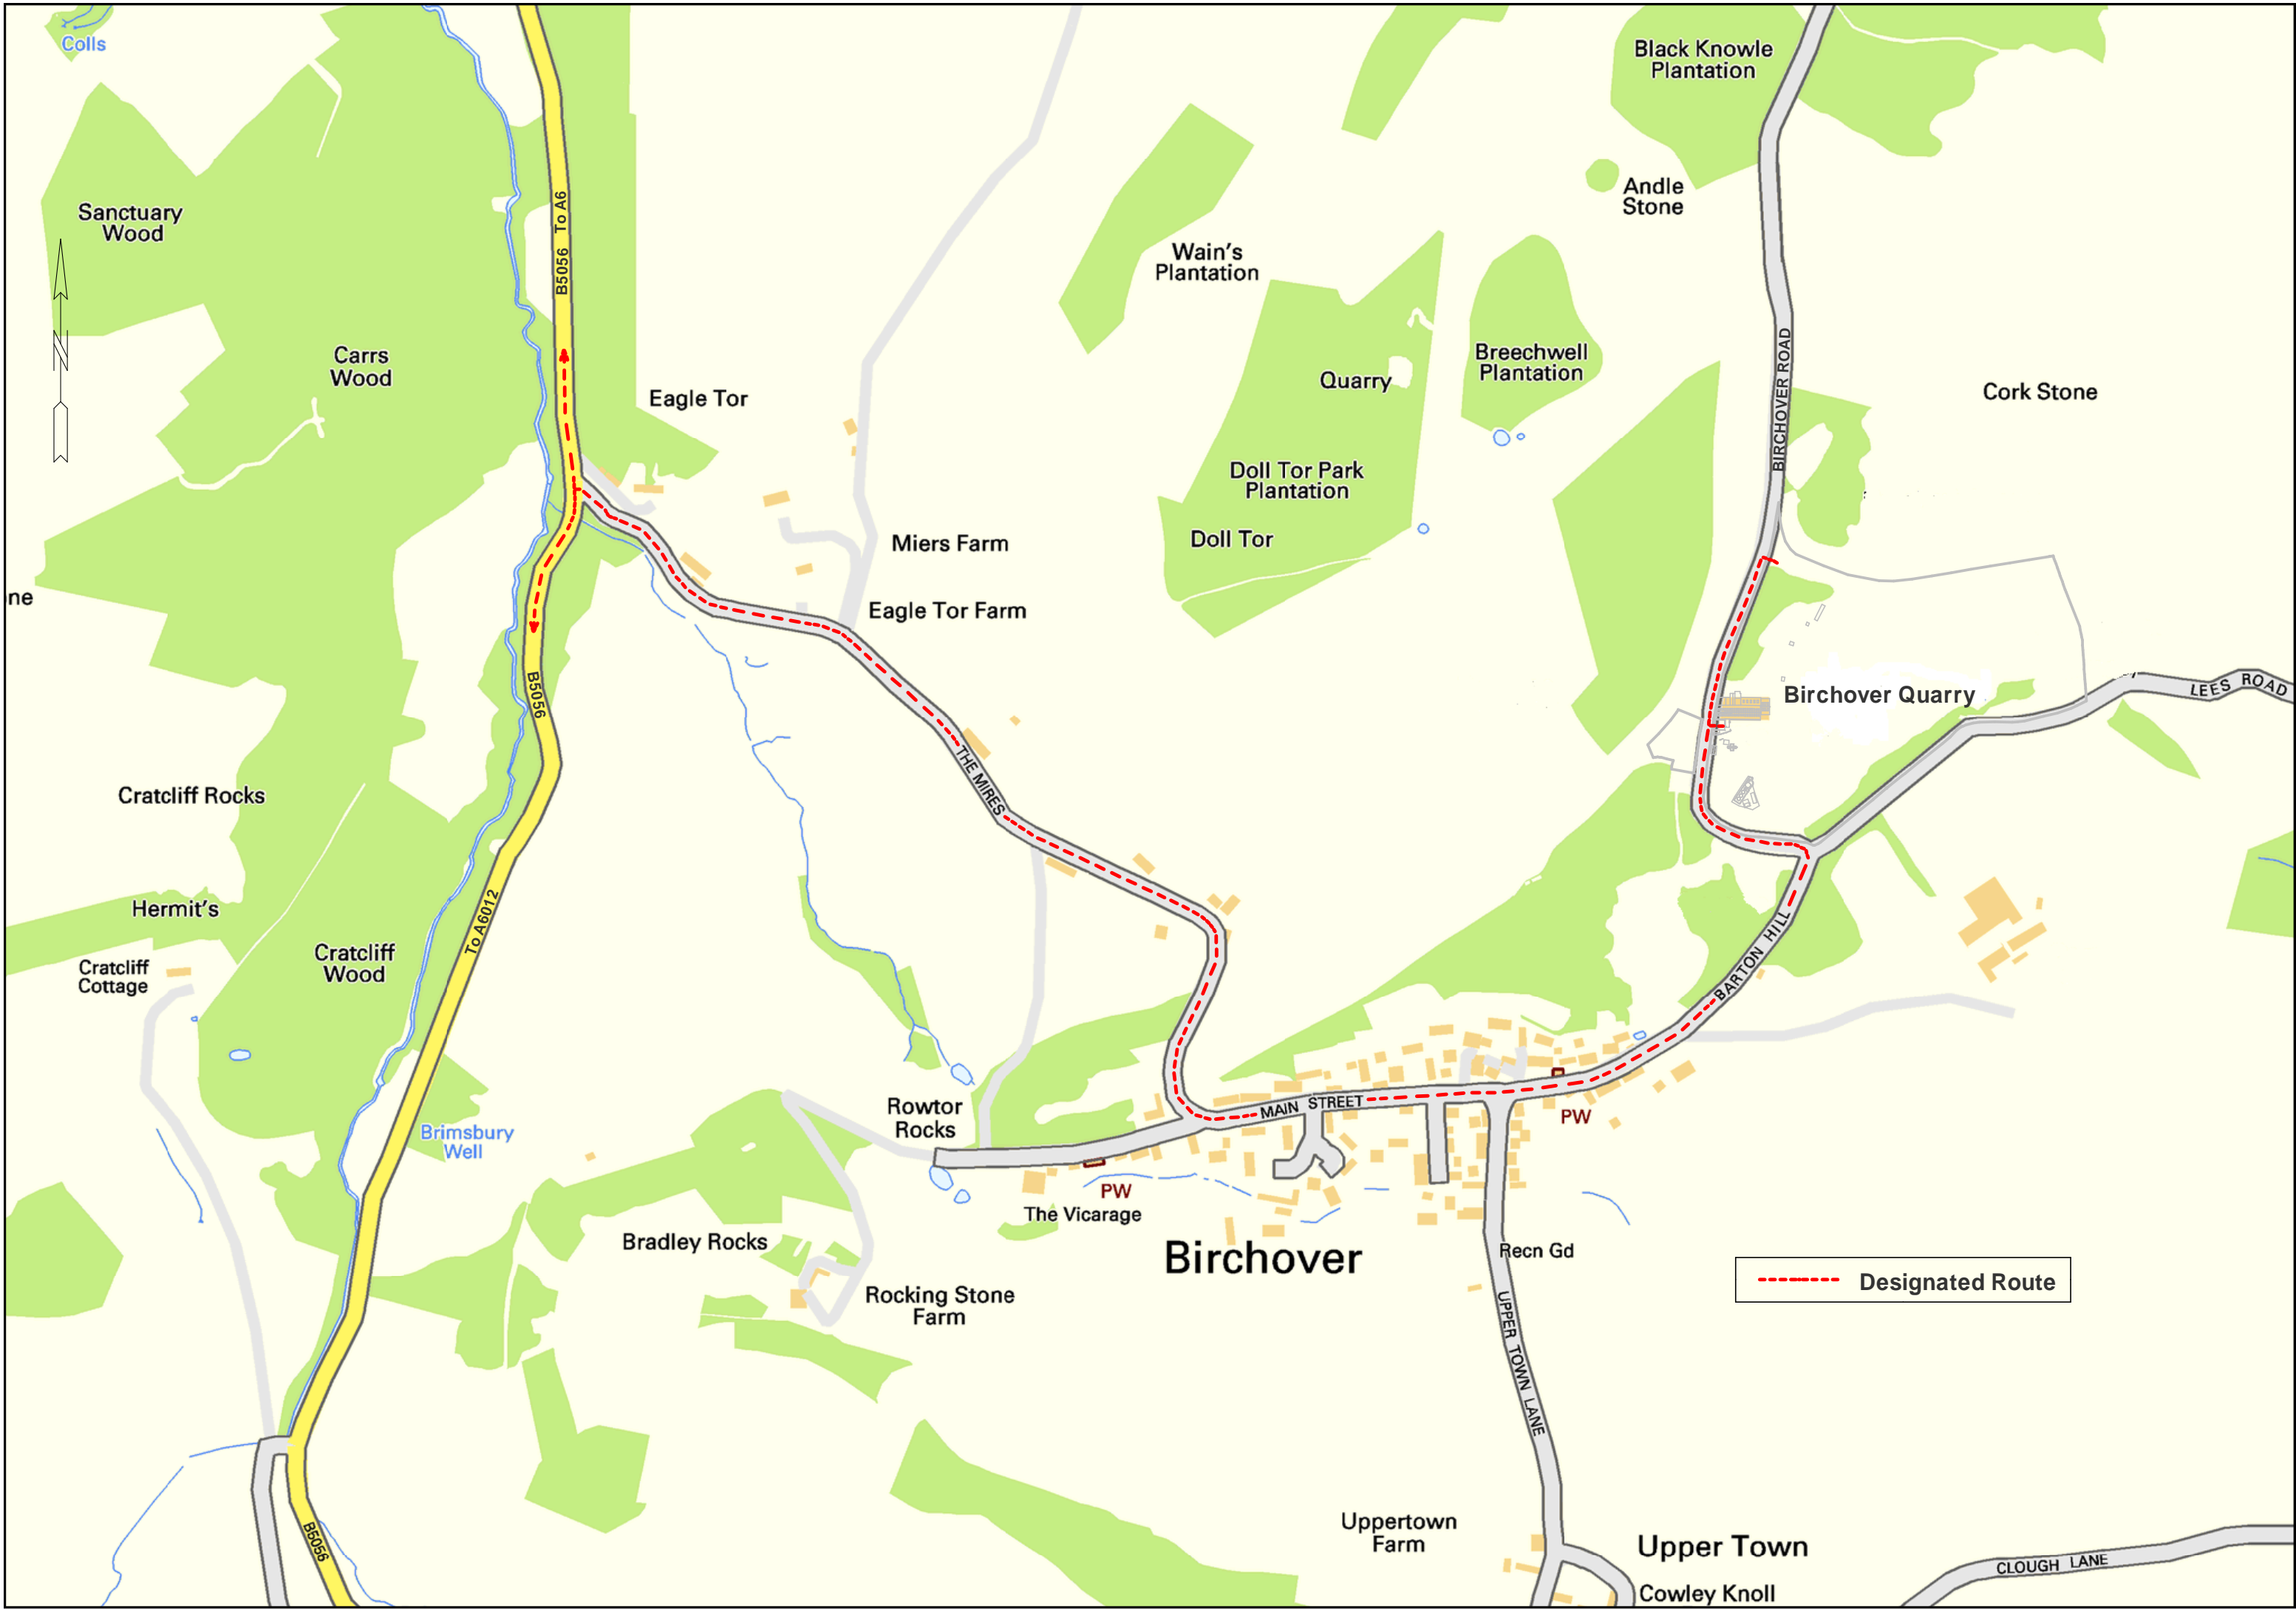 Colls
Black Knowle
Plantation
Andle
Stone
Sanctuary
Wood
B5056 To A6
Wain's
Plantation
N
Carrs
Wood
Eagle Tor
Quarry
Breechwell
Plantation
BIRCHOVER ROAD
Cork Stone
Doll Tor Park
Plantation
Doll Tor
Miers Farm
ne
Eagle Tor Farm
B5056
Birchover Quarry
LEES ROAD
THE MIRES
Cratcliff Rocks
Hermit's
To A6012
Cratcliff
Wood
Cratcliff
Cottage
BARTON HILL
Rowtor
Rocks
MAIN STREET
PW
Brimsbury
Well
PW
The Vicarage
Bradley Rocks
Birchover
Recn Gd
Rocking Stone
Farm
Designated Route
UPPER TOWN LANE
Uppertown
Farm
Upper Town
B5056
CLOUGH LANE
Cowley Knoll